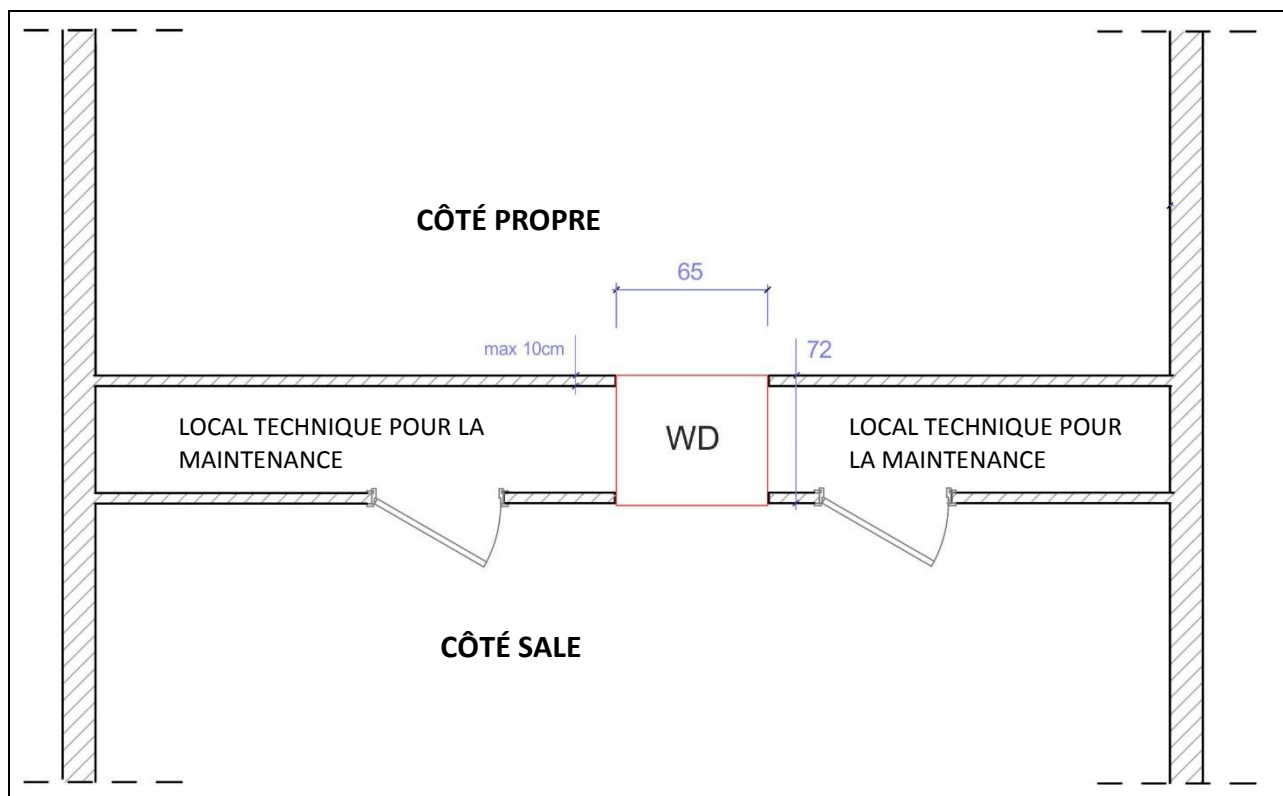 CÔTÉ PROPRE
65
max 10cm
72
LOCAL TECHNIQUE POUR LA
MAINTENANCE
WD
LOCAL TECHNIQUE POUR
LA MAINTENANCE
CÔTÉ SALE